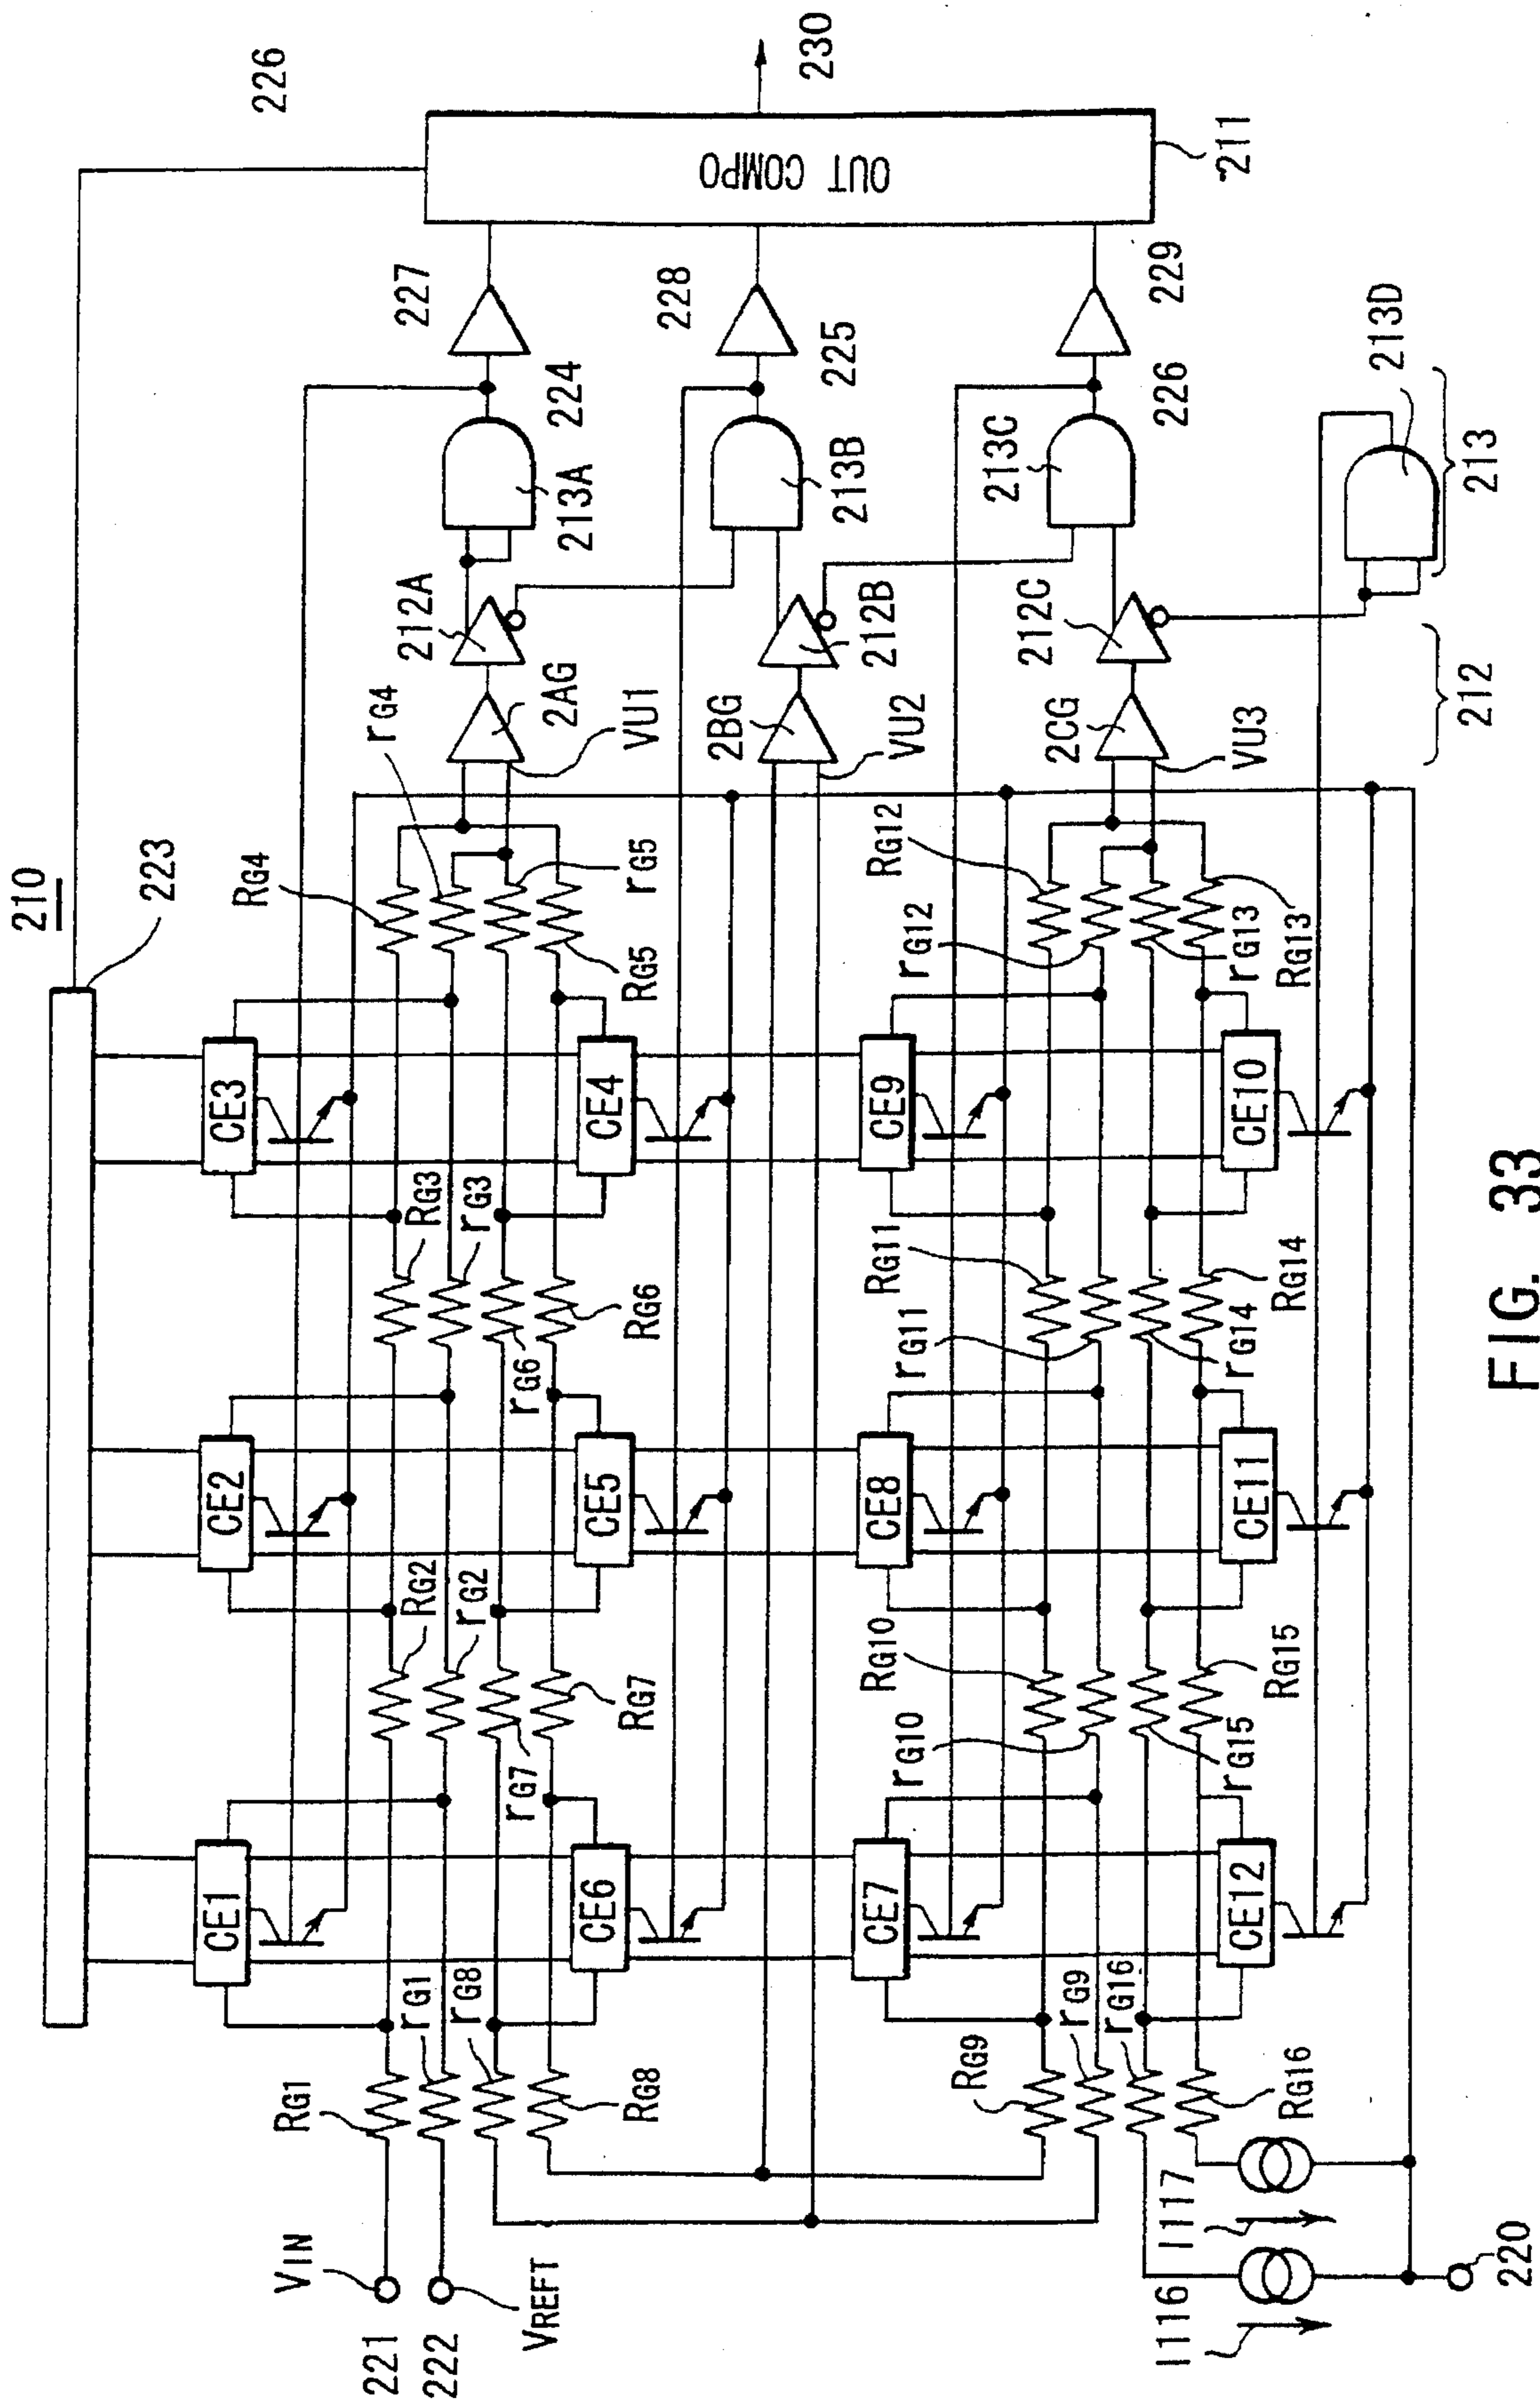 210
223
226
CE3
CE2
CE1
RG4
rG4
RG3
rG3
RG2
rG2
RG1
rG1
VIN
221
222
VREFT
rG5
RG5
rG6
RG6
rG7
RG7
rG8
RG8
CE4
CE5
CE6
2AG
VU1
212A
213A
224
227
2BG
VU2
212B
213B
225
228
OUT COMPO
230
211
CE9
CE8
CE7
RG12
rG12
RG11
rG11
RG10
rG10
RG9
rG9
rG13
RG13
rG14
RG14
rG15
RG15
rG16
RG16
CE10
CE11
CE12
2CG
VU3
212C
213C
226
229
213D
212
213
I116
I117
220
FIG. 33